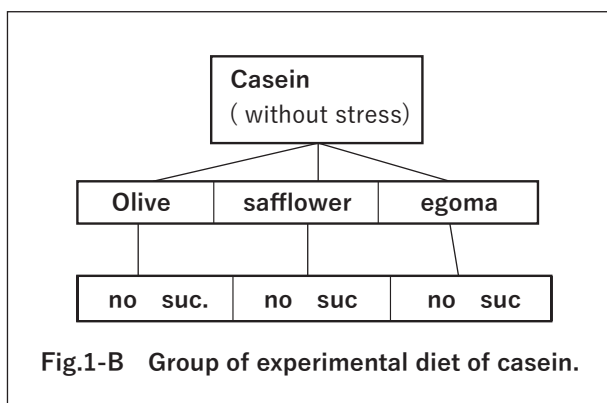 Casein
( without stress)
Olive safflower egoma
no suc. no suc no suc
Fig.1-B Group of experimental diet of casein.